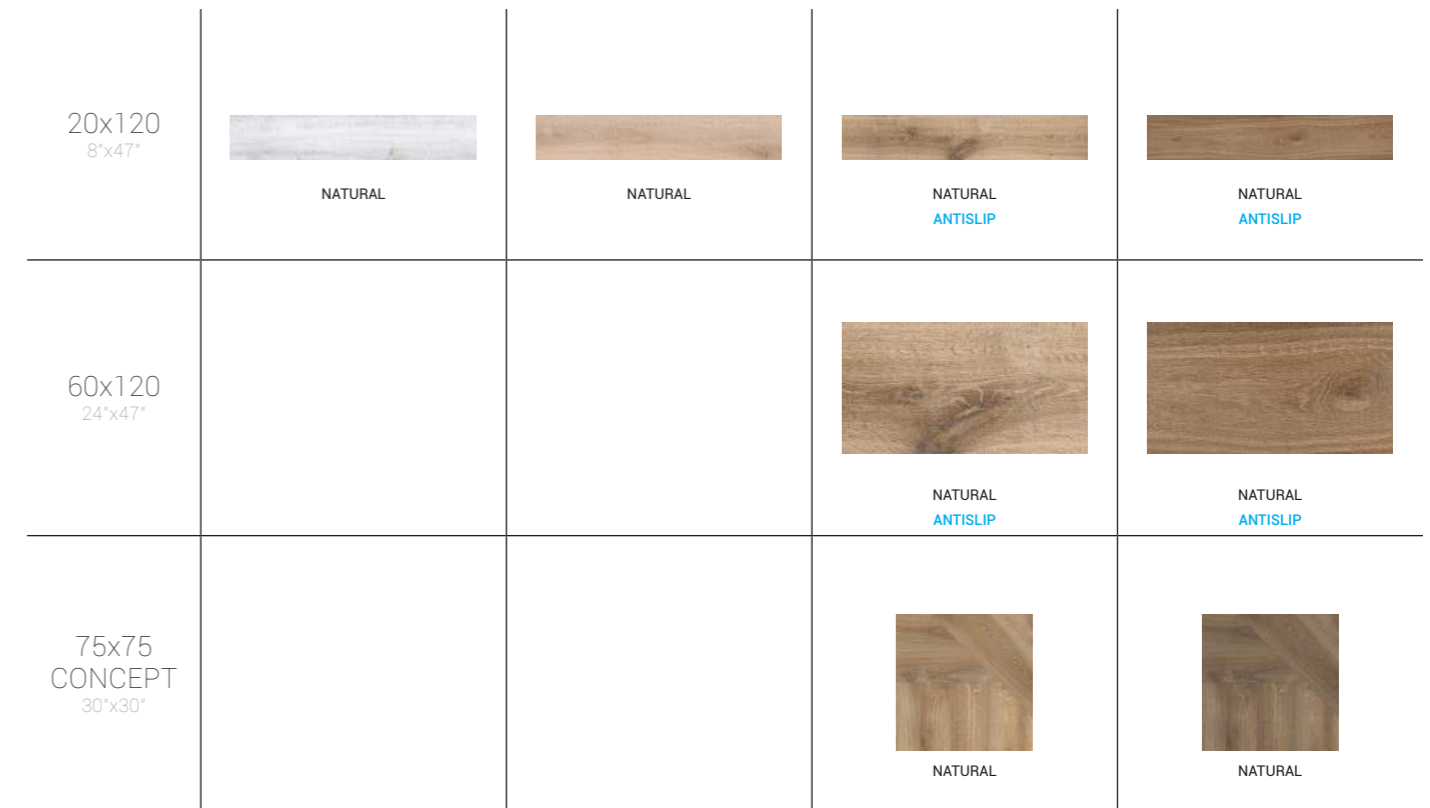 20x120
8"x47"
NATURAL
NATURAL
NATURAL
ANTISLIP
NATURAL
ANTISLIP
60x120
24"x47"
NATURAL
ANTISLIP
NATURAL
ANTISLIP
75x75
CONCEPT
30"x30"
NATURAL
NATURAL